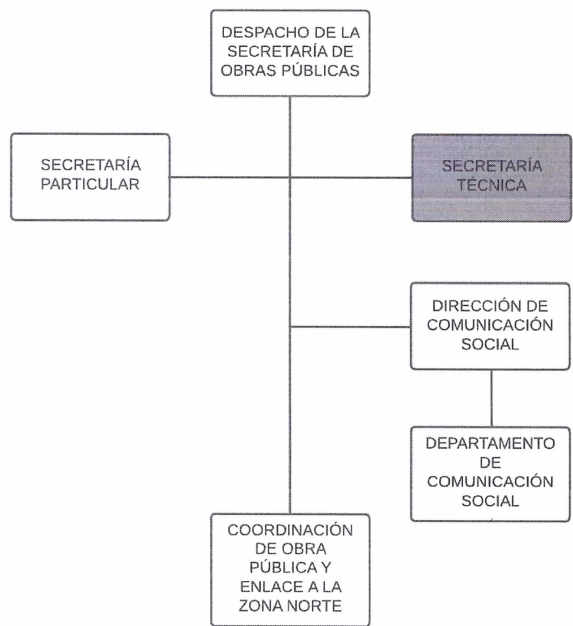 DESPACHO DE LA
SECRETARÍA DE
OBRAS PÚBLICAS
SECRETARÍA
PARTICULAR
SECRETARÍA
TÉCNICA
DIRECCIÓN DE
COMUNICACIÓN
SOCIAL
DEPARTAMENTO
DE
COMUNICACIÓN
SOCIAL
COORDINACIÓN
DE OBRA
PÚBLICA Y
ENLACE A LA
ZONA NORTE